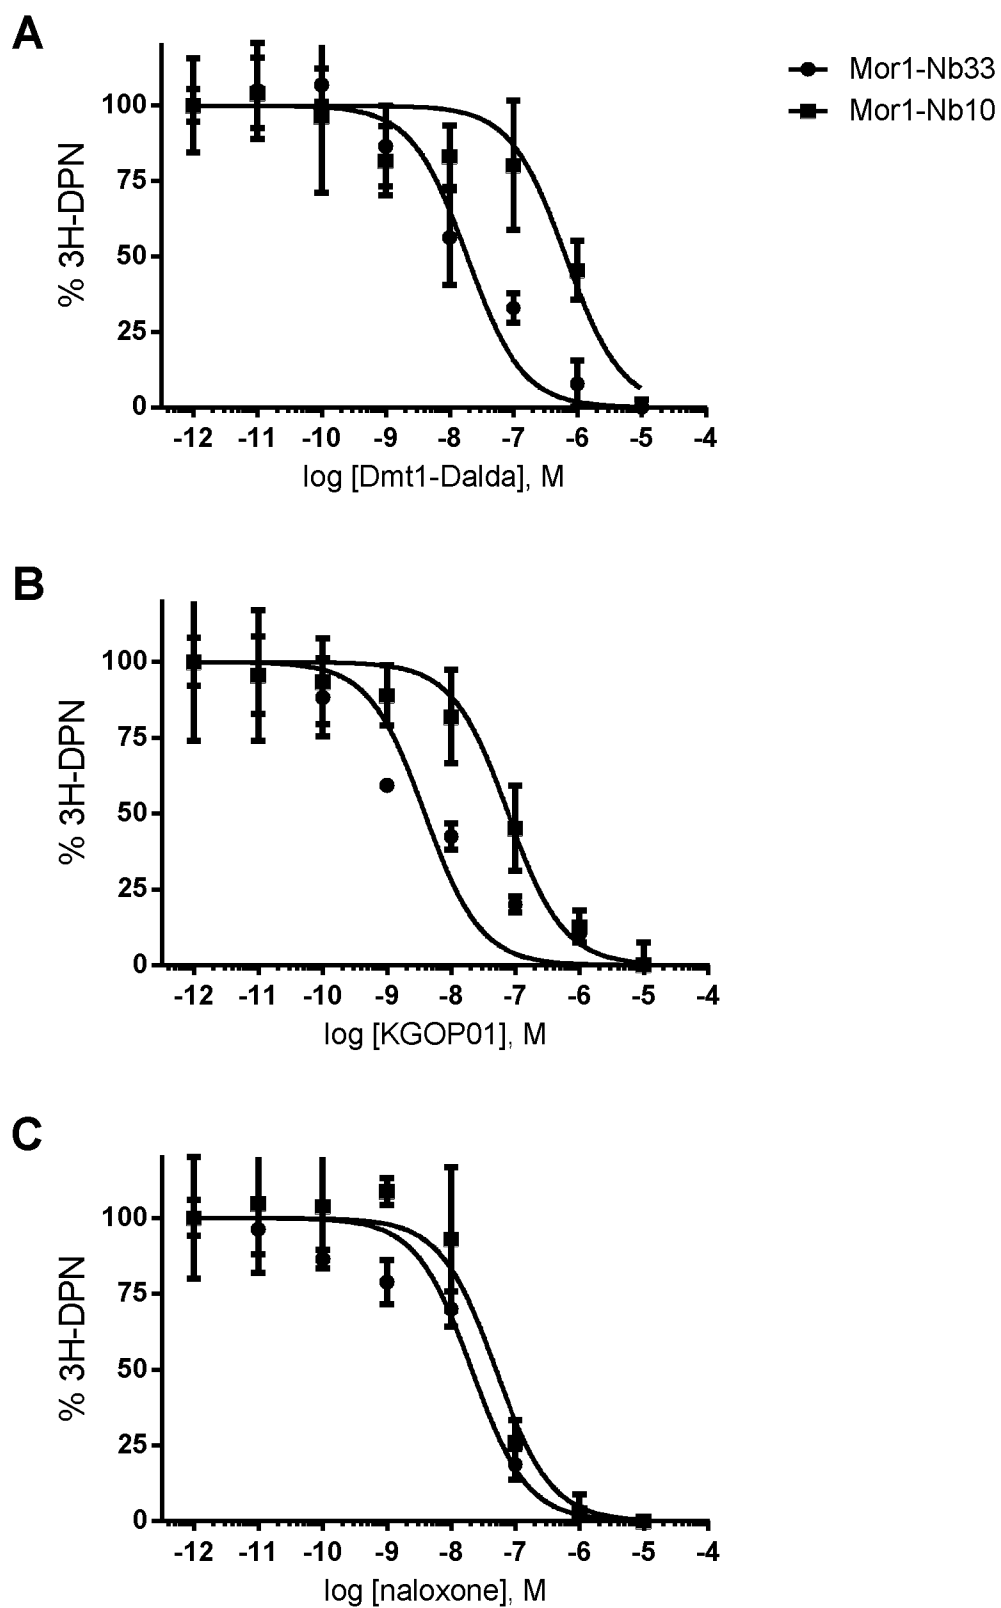 A
Mor1-Nb33
Mor1-Nb10
% 3H-DPN
100
75
50
25
0
-12 -11 -10 -9 -8 -7 -6 -5 -4
log [Dmt1-Dalda], M
B
% 3H-DPN
100
75
50
25
0
-12 -11 -10 -9 -8 -7 -6 -5 -4
log [KGOP01], M
C
% 3H-DPN
100
75
50
25
0
-12 -11 -10 -9 -8 -7 -6 -5 -4
log [naloxone], M